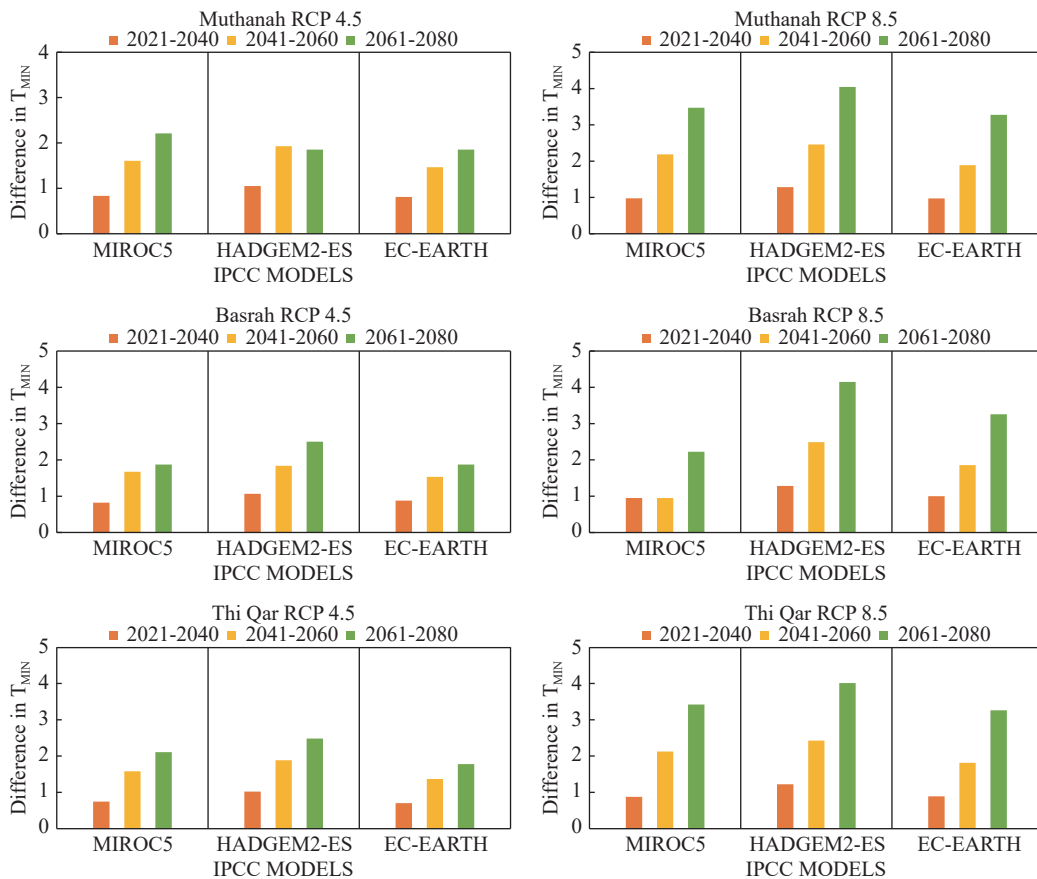 Muthanah RCP 4.5
2021-2040 2041-2060 2061-2080
Difference in T_MIN
4
3
2
1
0
MIROC5 HADGEM2-ES EC-EARTH
IPCC MODELS
Muthanah RCP 8.5
2021-2040 2041-2060 2061-2080
Difference in T_MIN
5
4
3
2
1
0
MIROC5 HADGEM2-ES EC-EARTH
IPCC MODELS
Basrah RCP 4.5
2021-2040 2041-2060 2061-2080
Difference in T_MIN
5
4
3
2
1
0
MIROC5 HADGEM2-ES EC-EARTH
IPCC MODELS
Basrah RCP 8.5
2021-2040 2041-2060 2061-2080
Difference in T_MIN
5
4
3
2
1
0
MIROC5 HADGEM2-ES EC-EARTH
IPCC MODELS
Thi Qar RCP 4.5
2021-2040 2041-2060 2061-2080
Difference in T_MIN
5
4
3
2
1
0
MIROC5 HADGEM2-ES EC-EARTH
IPCC MODELS
Thi Qar RCP 8.5
2021-2040 2041-2060 2061-2080
Difference in T_MIN
5
4
3
2
1
0
MIROC5 HADGEM2-ES EC-EARTH
IPCC MODELS